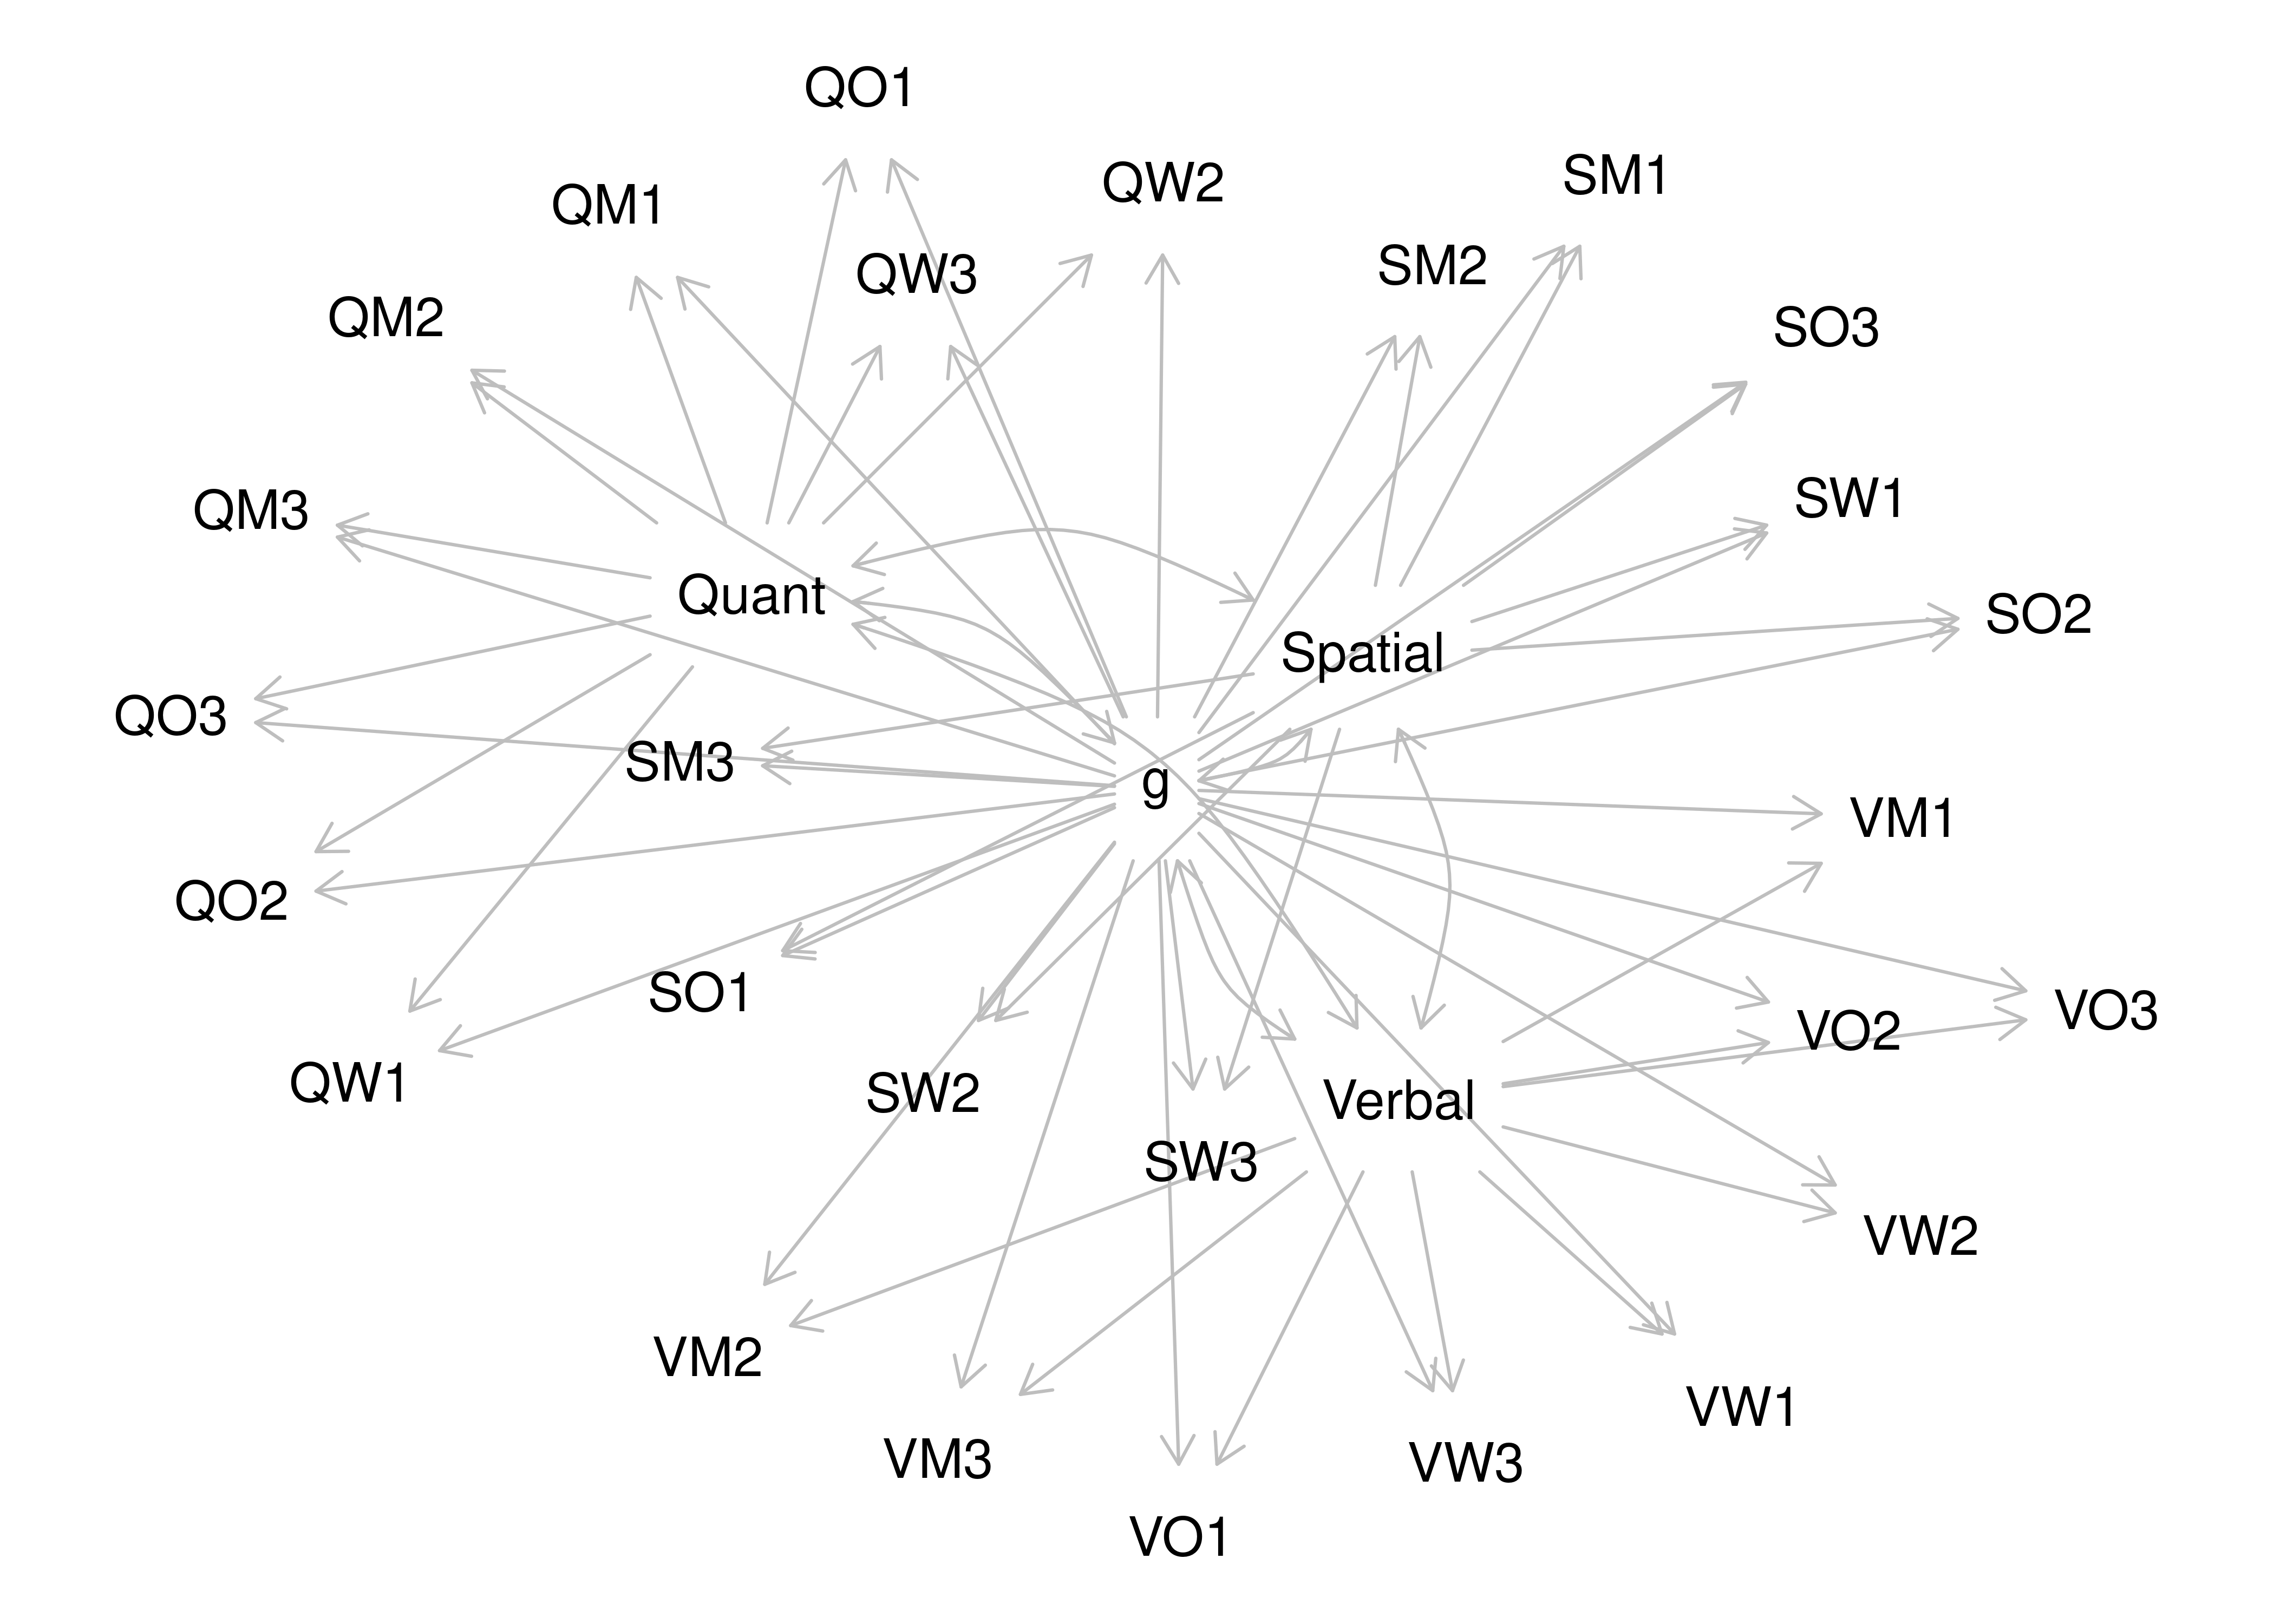 QO1
SM1
QW2
QM1
SM2
QW3
QM2
SO3
SW1
QM3
Quant
SO2
Spatial
QO3
SM3
g
VM1
QO2
SO1
VO3
VO2
QW1
SW2
Verbal
SW3
VW2
VM2
VW1
VM3
VW3
VO1